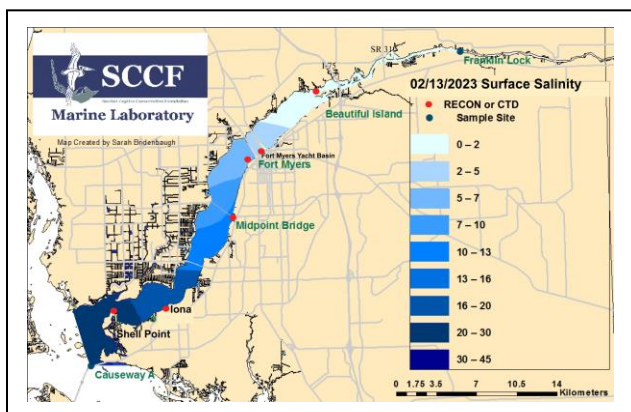 SCCF
Marine Laboratory
Map Created by Sarah Bridenbaugh
I-75
SR 31
Franklin Lock
02/13/2023 Surface Salinity
RECON or CTD
Sample Site
0 – 2
2 – 5
5 – 7
7 – 10
10 – 13
13 – 16
16 – 20
20 – 30
30 – 45
Beautiful Island
Fort Myers Yacht Basin
Fort Myers
Midpoint Bridge
Iona
Shell Point
Causeway A
0 1.75 3.5 7 10.5 14
Kilometers